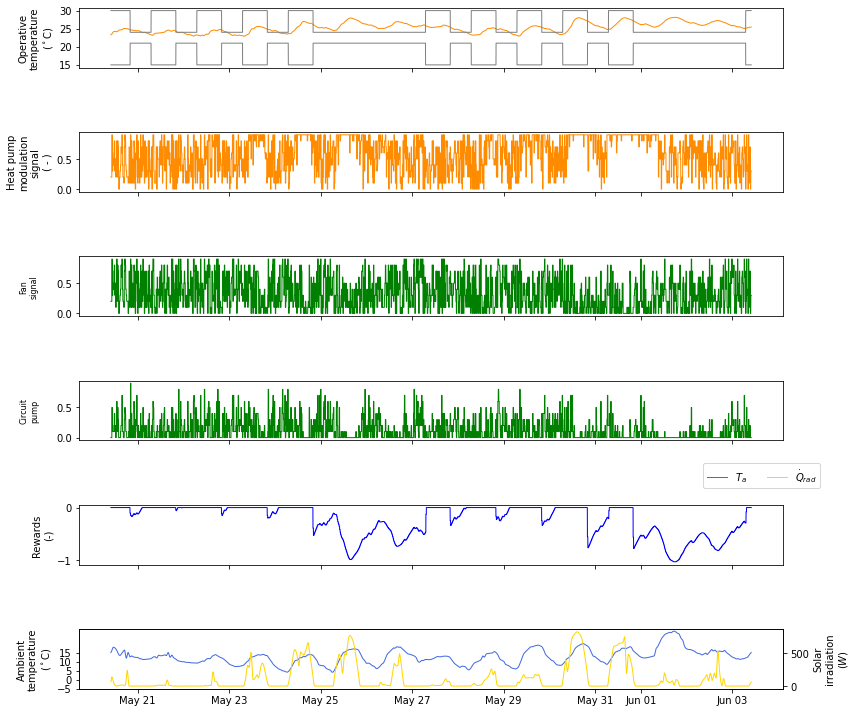 Operative
temperature
(°C)
30
25
20
15
Heat pump
modulation
signal
( - )
0.5
0.0
Fan
signal
0.5
0.0
Circuit
pump
0.5
0.0
T_a
Q̇_rad
Rewards
(-)
0
−1
Ambient
temperature
(°C)
15
10
5
0
−5
Solar
irradiation
(W)
500
0
May 21
May 23
May 25
May 27
May 29
May 31
Jun 01
Jun 03